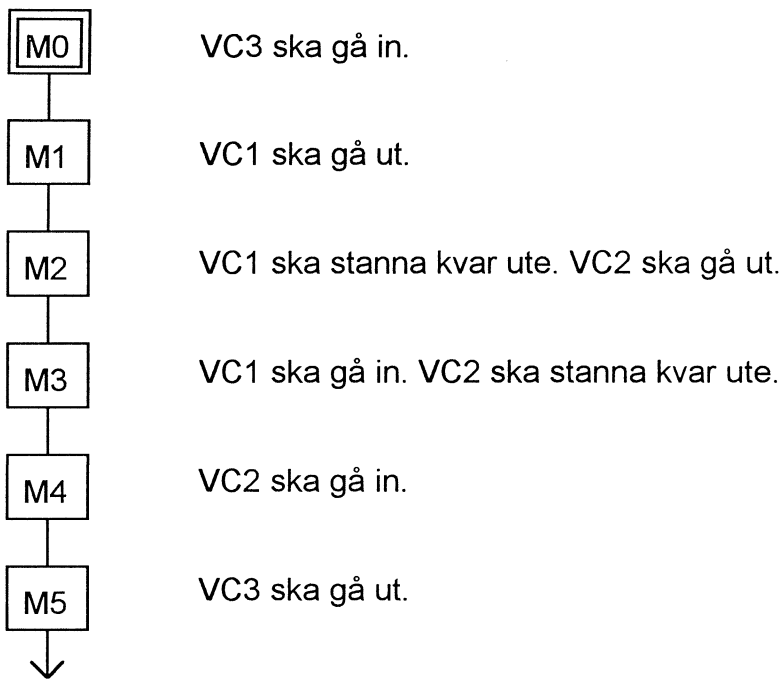 M0 VC3 ska gå in.
M1 VC1 ska gå ut.
M2 VC1 ska stanna kvar ute. VC2 ska gå ut.
M3 VC1 ska gå in. VC2 ska stanna kvar ute.
M4 VC2 ska gå in.
M5 VC3 ska gå ut.